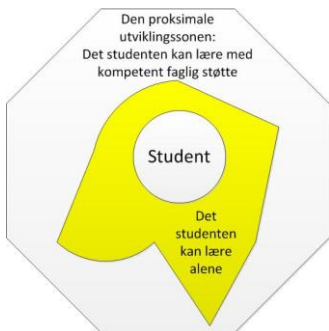 Den proksimale
utviklingssonen:
Det studenten kan lære med
kompetent faglig støtte
Student
Det
studenten
kan lære
alene